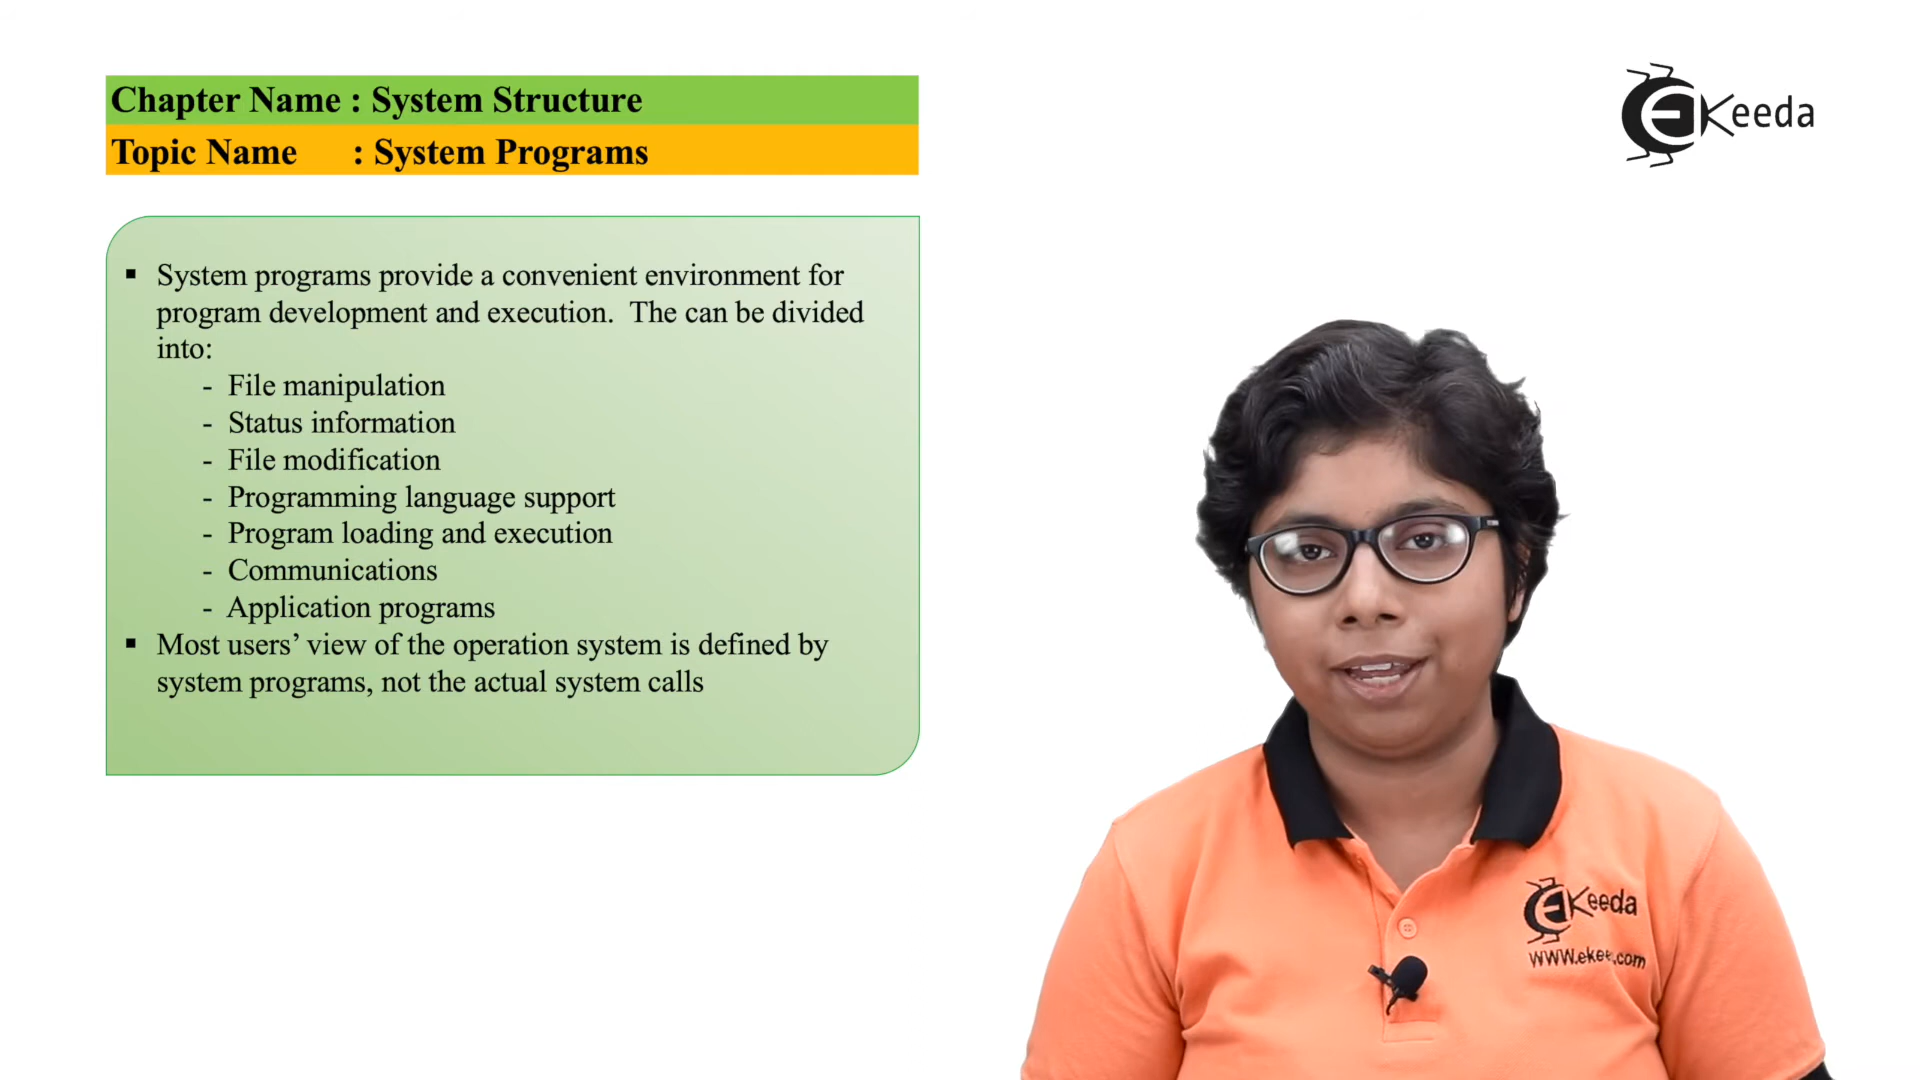 Chapter Name : System Structure
Topic Name : System Programs
EKeeda
▪ System programs provide a convenient environment for
program development and execution. The can be divided
into:
- File manipulation
- Status information
- File modification
- Programming language support
- Program loading and execution
- Communications
- Application programs
▪ Most users’ view of the operation system is defined by
system programs, not the actual system calls
EKeeda